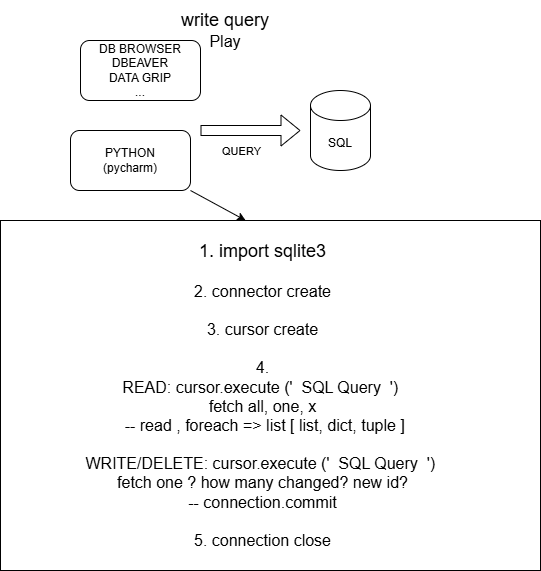 write query
Play
DB BROWSER
DBEAVER
DATA GRIP
...
PYTHON
(pycharm)
QUERY
SQL
1. import sqlite3
2. connector create
3. cursor create
4.
READ: cursor.execute ('  SQL Query  ')
fetch all, one, x
-- read , foreach => list [ list, dict, tuple ]
WRITE/DELETE: cursor.execute ('  SQL Query  ')
fetch one ? how many changed? new id?
-- connection.commit
5. connection close